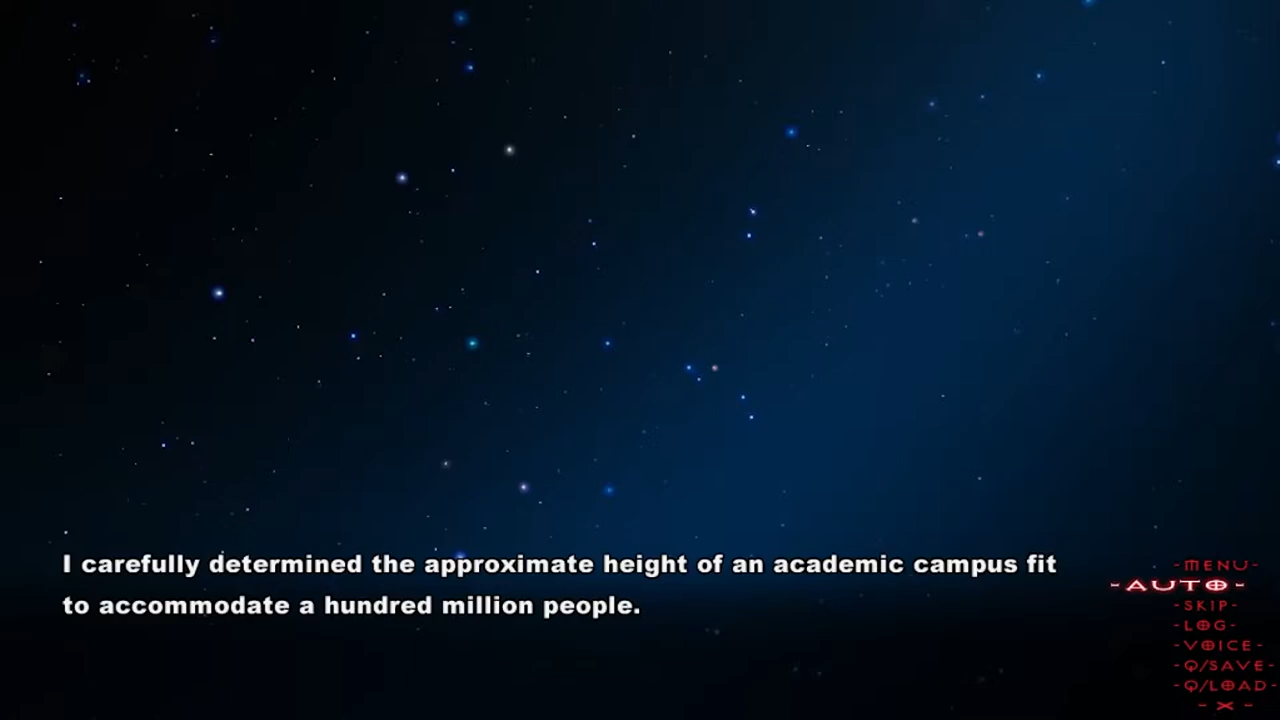 I carefully determined the approximate height of an academic campus fit
to accommodate a hundred million people.
-MENU-
-AUTO-
-SKIP-
-LOG-
-VOICE-
-Q/SAVE-
-Q/LOAD-
-X-